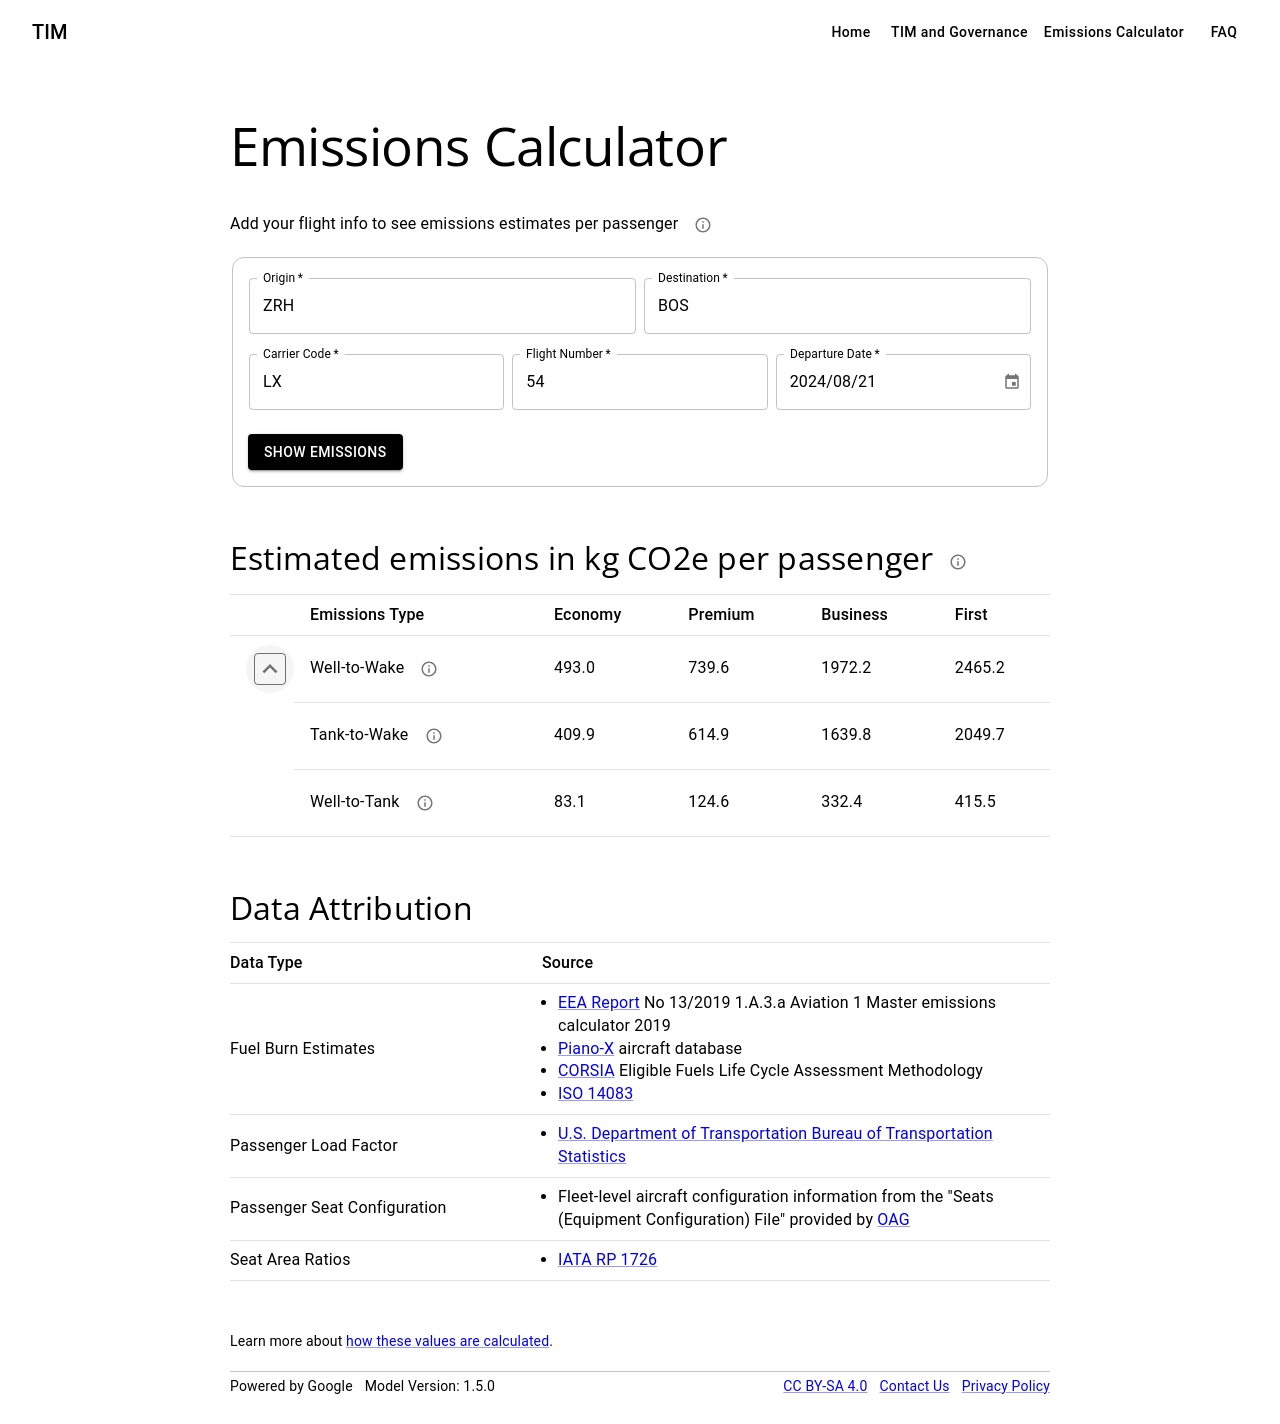 TIM
Home
TIM and Governance
Emissions Calculator
FAQ
Emissions Calculator
Add your flight info to see emissions estimates per passenger
Origin *
ZRH
Destination *
BOS
Carrier Code *
LX
Flight Number *
54
Departure Date *
2024/08/21
SHOW EMISSIONS
Estimated emissions in kg CO2e per passenger
Emissions Type Economy Premium Business First
Well-to-Wake 493.0 739.6 1972.2 2465.2
Tank-to-Wake 409.9 614.9 1639.8 2049.7
Well-to-Tank 83.1 124.6 332.4 415.5
Data Attribution
Data Type Source
Fuel Burn Estimates
• EEA Report No 13/2019 1.A.3.a Aviation 1 Master emissions
calculator 2019
• Piano-X aircraft database
• CORSIA Eligible Fuels Life Cycle Assessment Methodology
• ISO 14083
Passenger Load Factor
• U.S. Department of Transportation Bureau of Transportation
Statistics
Passenger Seat Configuration
• Fleet-level aircraft configuration information from the "Seats
(Equipment Configuration) File" provided by OAG
Seat Area Ratios
• IATA RP 1726
Learn more about how these values are calculated.
Powered by Google Model Version: 1.5.0
CC BY-SA 4.0 Contact Us Privacy Policy